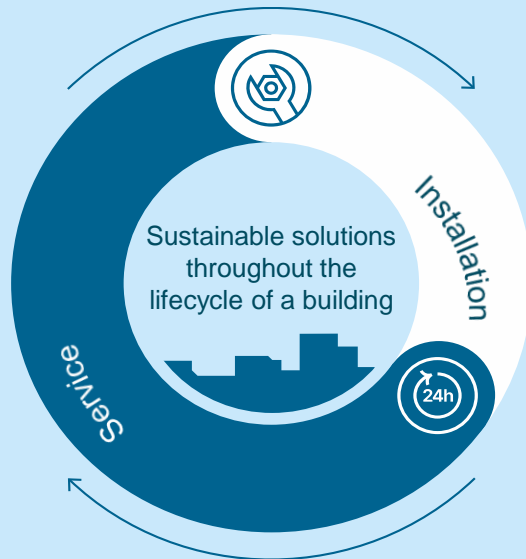 Installation
Sustainable solutions
throughout the
lifecycle of a building
24h
Service